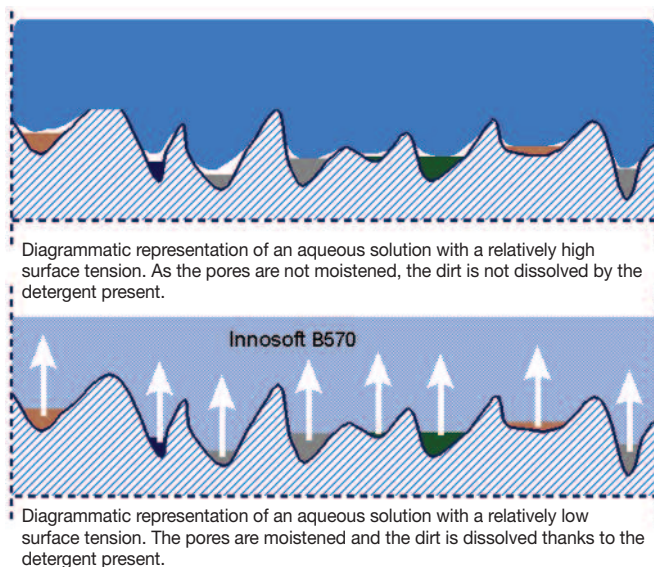 Diagrammatic representation of an aqueous solution with a relatively high
surface tension. As the pores are not moistened, the dirt is not dissolved by the
detergent present.
Innosoft B570
Diagrammatic representation of an aqueous solution with a relatively low
surface tension. The pores are moistened and the dirt is dissolved thanks to the
detergent present.